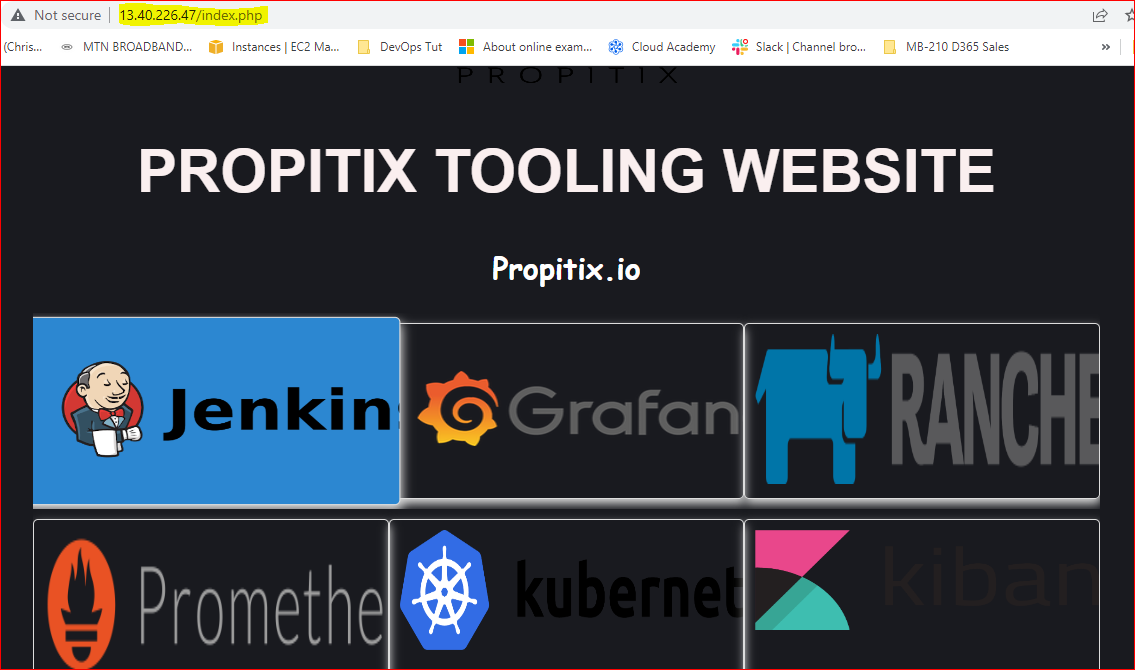 Not secure 13.40.226.47/index.php
(Chris... MTN BROADBAND... Instances | EC2 Ma... DevOps Tut About online exam... Cloud Academy Slack | Channel bro... MB-210 D365 Sales »
PROPITIX
PROPITIX TOOLING WEBSITE
Propitix.io
Jenkins
Grafan
RANCHE
Promethe
kubernet
kiban